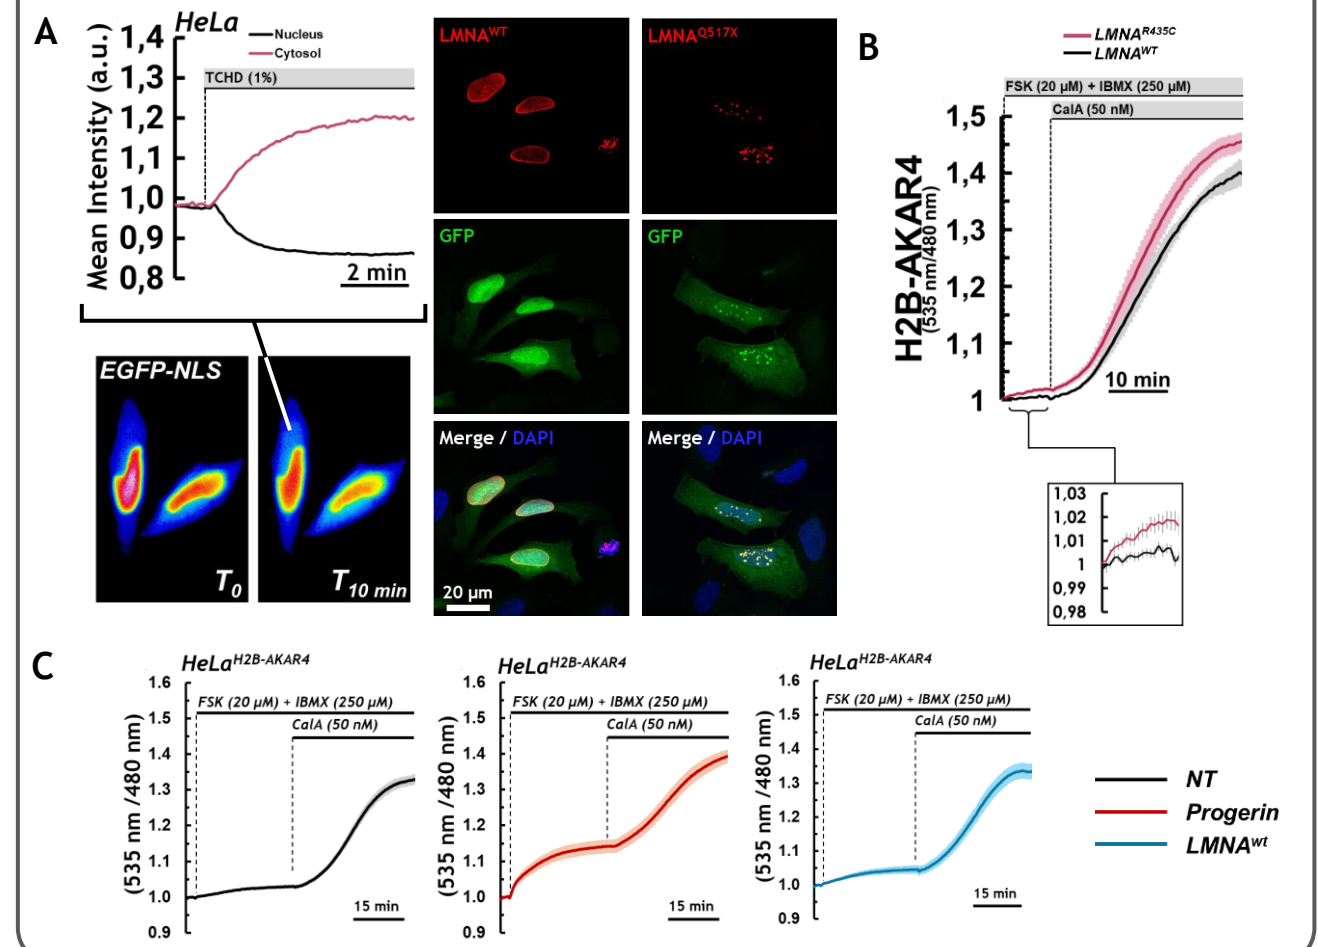 A
HeLa
Nucleus
Cytosol
TCHD (1%)
Mean Intensity (a.u.)
1,4
1,3
1,2
1,1
1,0
0,9
0,8
2 min
EGFP-NLS
T0
T10 min
LMNAWT
LMNAQ517X
GFP
GFP
Merge / DAPI
Merge / DAPI
20 µm
B
LMNAR435C
LMNAWT
FSK (20 µM) + IBMX (250 µM)
CalA (50 nM)
H2B-AKAR4
(535 nm/480 nm)
1,5
1,4
1,3
1,2
1,1
1
10 min
1,03
1,02
1,01
1
0,99
0,98
C
HeLaH2B-AKAR4
FSK (20 µM) + IBMX (250 µM)
CalA (50 nM)
(535 nm /480 nm)
1.6
1.5
1.4
1.3
1.2
1.1
1.0
0.9
15 min
HeLaH2B-AKAR4
FSK (20 µM) + IBMX (250 µM)
CalA (50 nM)
(535 nm /480 nm)
1.6
1.5
1.4
1.3
1.2
1.1
1.0
0.9
15 min
HeLaH2B-AKAR4
FSK (20 µM) + IBMX (250 µM)
CalA (50 nM)
(535 nm /480 nm)
1.6
1.5
1.4
1.3
1.2
1.1
1.0
0.9
15 min
NT
Progerin
LMNAwt